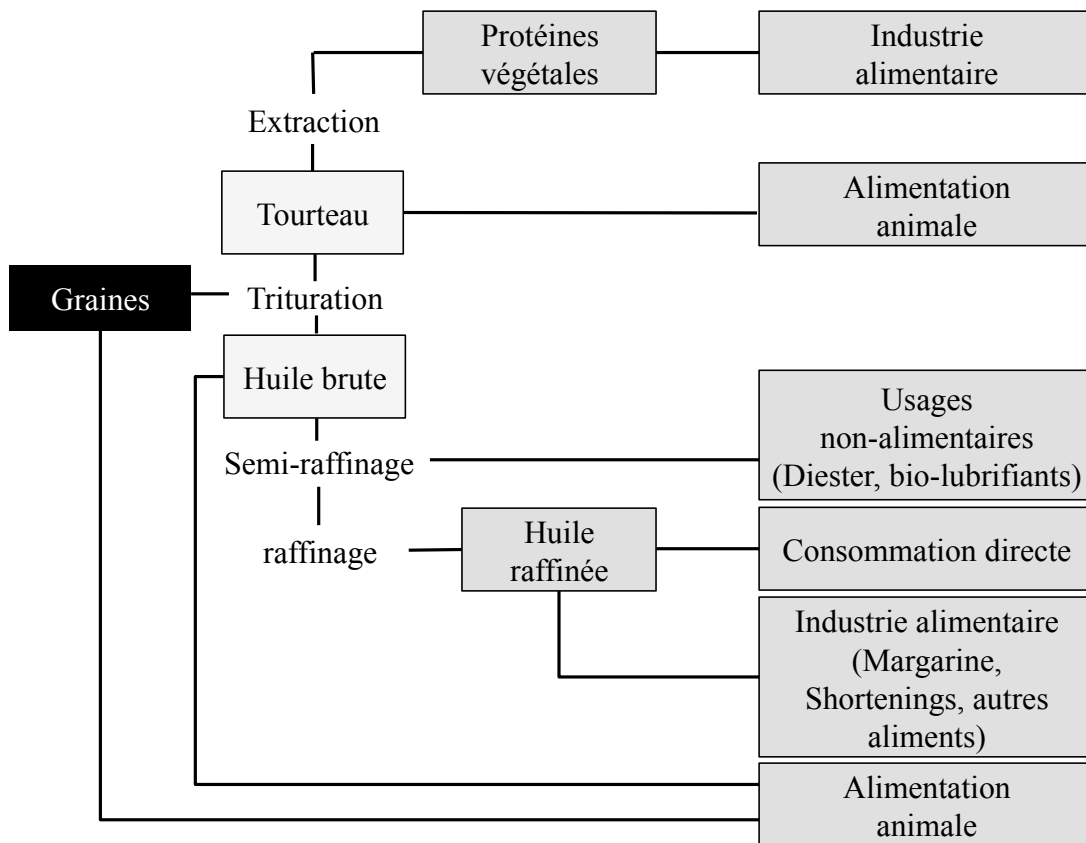 Protéines
végétales
Industrie
alimentaire
Extraction
Tourteau
Alimentation
animale
Graines
Trituration
Huile brute
Usages
non-alimentaires
(Diester, bio-lubrifiants)
Semi-raffinage
raffinage
Huile
raffinée
Consommation directe
Industrie alimentaire
(Margarine,
Shortenings, autres
aliments)
Alimentation
animale